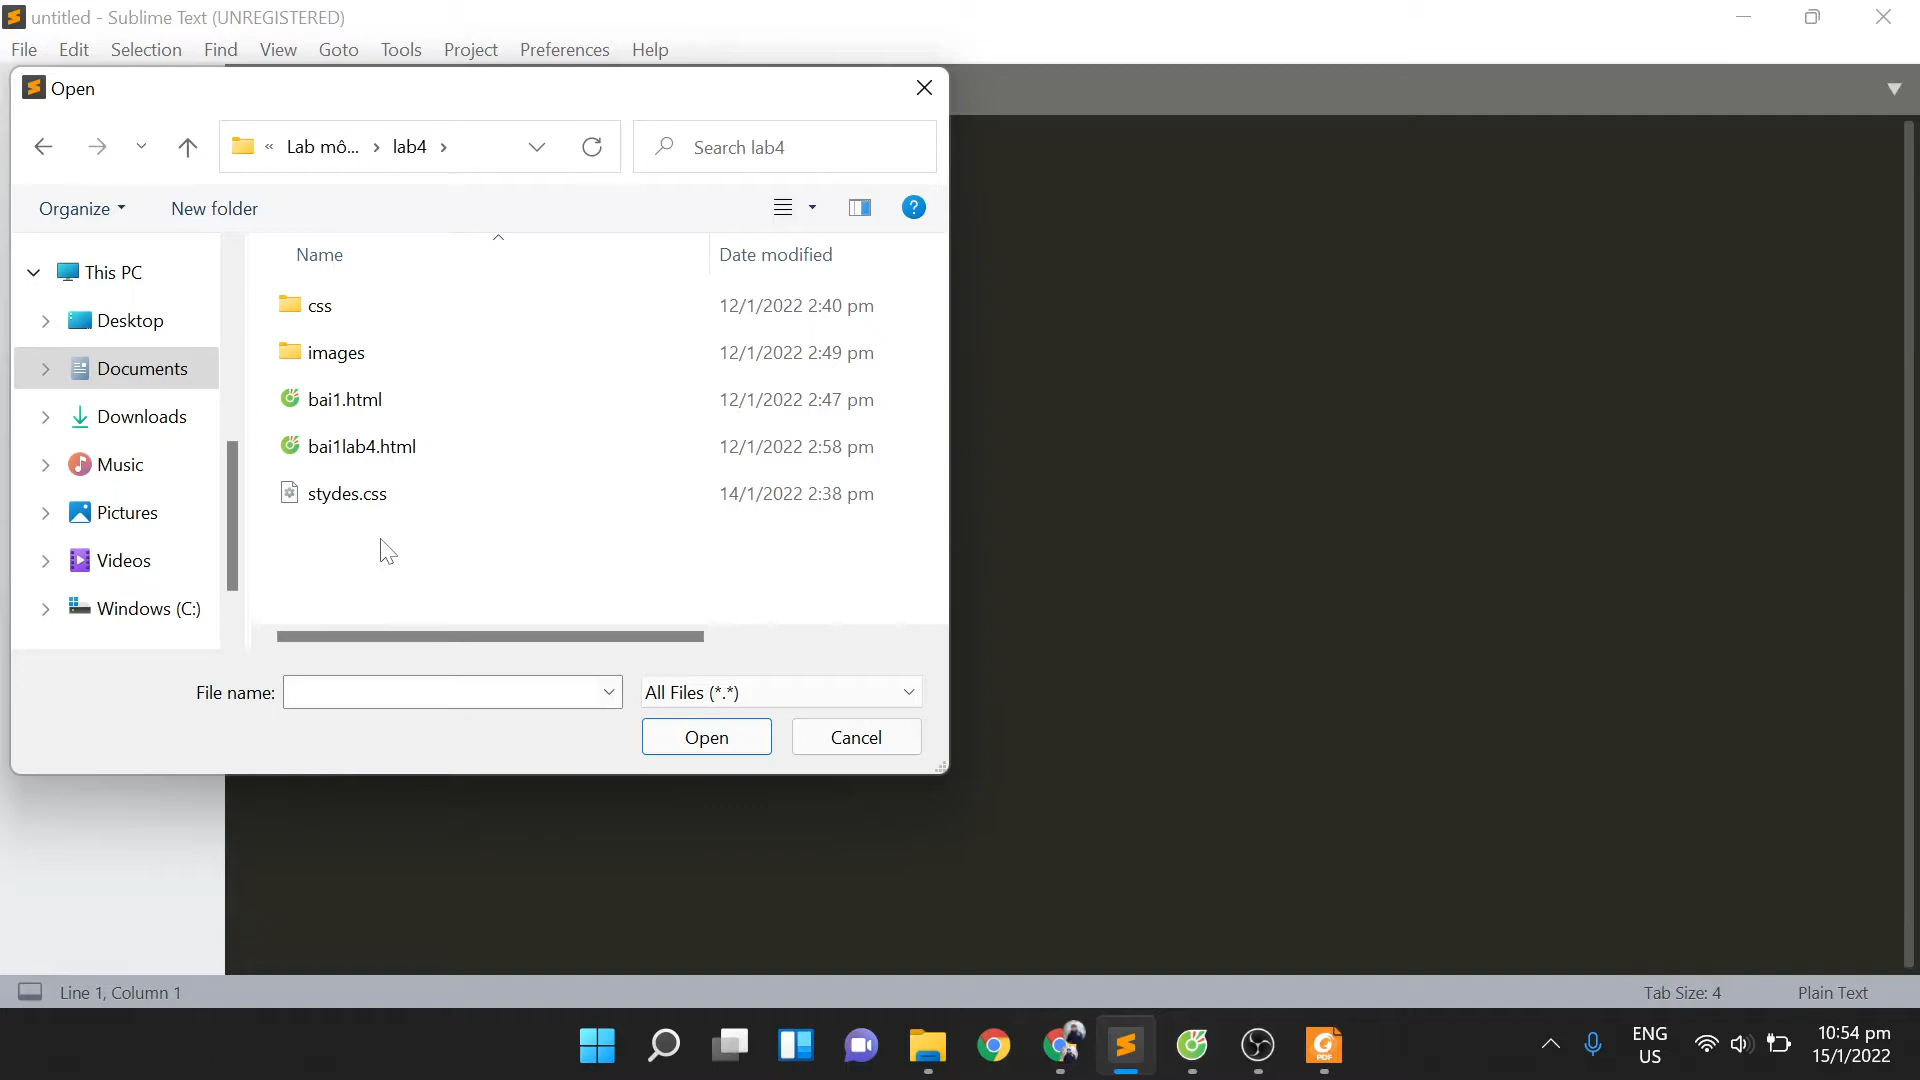 untitled - Sublime Text (UNREGISTERED)
File Edit Selection Find View Goto Tools Project Preferences Help
Open
« Lab mô... › lab4 ›
Search lab4
Organize
New folder
Name
Date modified
This PC
Desktop
Documents
Downloads
Music
Pictures
Videos
Windows (C:)
css 12/1/2022 2:40 pm
images 12/1/2022 2:49 pm
bai1.html 12/1/2022 2:47 pm
bai1lab4.html 12/1/2022 2:58 pm
stydes.css 14/1/2022 2:38 pm
File name:
All Files (*.*)
Open
Cancel
Line 1, Column 1
Tab Size: 4
Plain Text
PDF
ENG
US
10:54 pm
15/1/2022